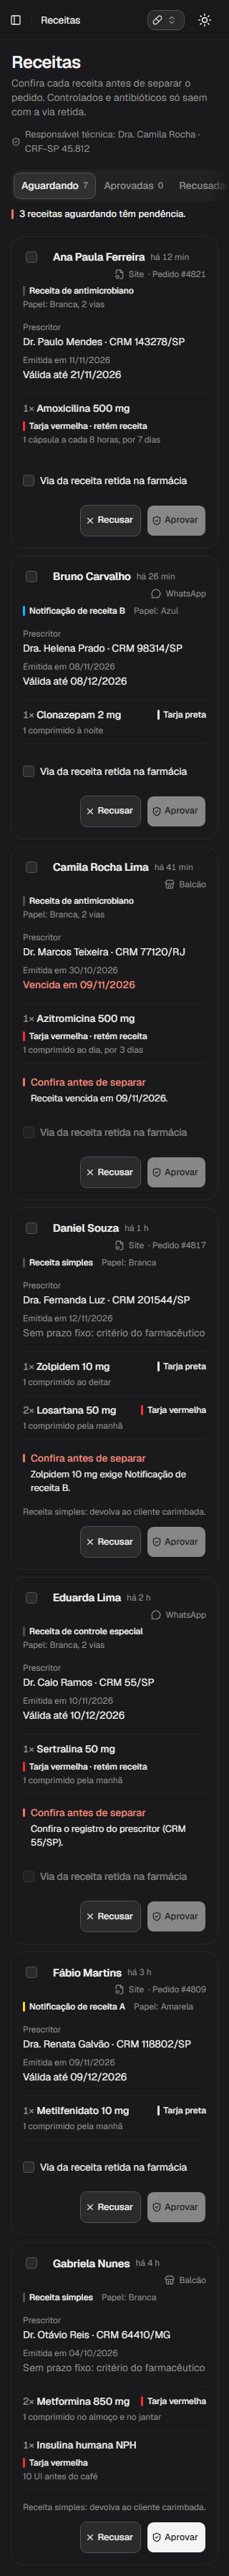 Receitas
Receitas
Confira cada receita antes de separar o
pedido. Controlados e antibióticos só saem
com a via retida.
Responsável técnica: Dra. Camila Rocha ·
CRF-SP 45.812
Aguardando 7 Aprovadas 0 Recusadas
3 receitas aguardando têm pendência.
Ana Paula Ferreira há 12 min
Site · Pedido #4821
Receita de antimicrobiano
Papel: Branca, 2 vias
Prescritor
Dr. Paulo Mendes · CRM 143278/SP
Emitida em 11/11/2026
Válida até 21/11/2026
1× Amoxicilina 500 mg
Tarja vermelha · retém receita
1 cápsula a cada 8 horas, por 7 dias
Via da receita retida na farmácia
Recusar Aprovar
Bruno Carvalho há 26 min
WhatsApp
Notificação de receita B Papel: Azul
Prescritor
Dra. Helena Prado · CRM 98314/SP
Emitida em 08/11/2026
Válida até 08/12/2026
1× Clonazepam 2 mg Tarja preta
1 comprimido à noite
Via da receita retida na farmácia
Recusar Aprovar
Camila Rocha Lima há 41 min
Balcão
Receita de antimicrobiano
Papel: Branca, 2 vias
Prescritor
Dr. Marcos Teixeira · CRM 77120/RJ
Emitida em 30/10/2026
Vencida em 09/11/2026
1× Azitromicina 500 mg
Tarja vermelha · retém receita
1 comprimido ao dia, por 3 dias
Confira antes de separar
Receita vencida em 09/11/2026.
Via da receita retida na farmácia
Recusar Aprovar
Daniel Souza há 1 h
Site · Pedido #4817
Receita simples Papel: Branca
Prescritor
Dra. Fernanda Luz · CRM 201544/SP
Emitida em 12/11/2026
Sem prazo fixo: critério do farmacêutico
1× Zolpidem 10 mg Tarja preta
1 comprimido ao deitar
2× Losartana 50 mg Tarja vermelha
1 comprimido pela manhã
Confira antes de separar
Zolpidem 10 mg exige Notificação de
receita B.
Receita simples: devolva ao cliente carimbada.
Recusar Aprovar
Eduarda Lima há 2 h
WhatsApp
Receita de controle especial
Papel: Branca, 2 vias
Prescritor
Dr. Caio Ramos · CRM 55/SP
Emitida em 10/11/2026
Válida até 10/12/2026
1× Sertralina 50 mg
Tarja vermelha · retém receita
1 comprimido pela manhã
Confira antes de separar
Confira o registro do prescritor (CRM
55/SP).
Via da receita retida na farmácia
Recusar Aprovar
Fábio Martins há 3 h
Site · Pedido #4809
Notificação de receita A Papel: Amarela
Prescritor
Dra. Renata Galvão · CRM 118802/SP
Emitida em 09/11/2026
Válida até 09/12/2026
1× Metilfenidato 10 mg Tarja preta
1 comprimido pela manhã
Via da receita retida na farmácia
Recusar Aprovar
Gabriela Nunes há 4 h
Balcão
Receita simples Papel: Branca
Prescritor
Dr. Otávio Reis · CRM 64410/MG
Emitida em 04/10/2026
Sem prazo fixo: critério do farmacêutico
2× Metformina 850 mg Tarja vermelha
1 comprimido no almoço e no jantar
1× Insulina humana NPH
Tarja vermelha
10 UI antes do café
Receita simples: devolva ao cliente carimbada.
Recusar Aprovar